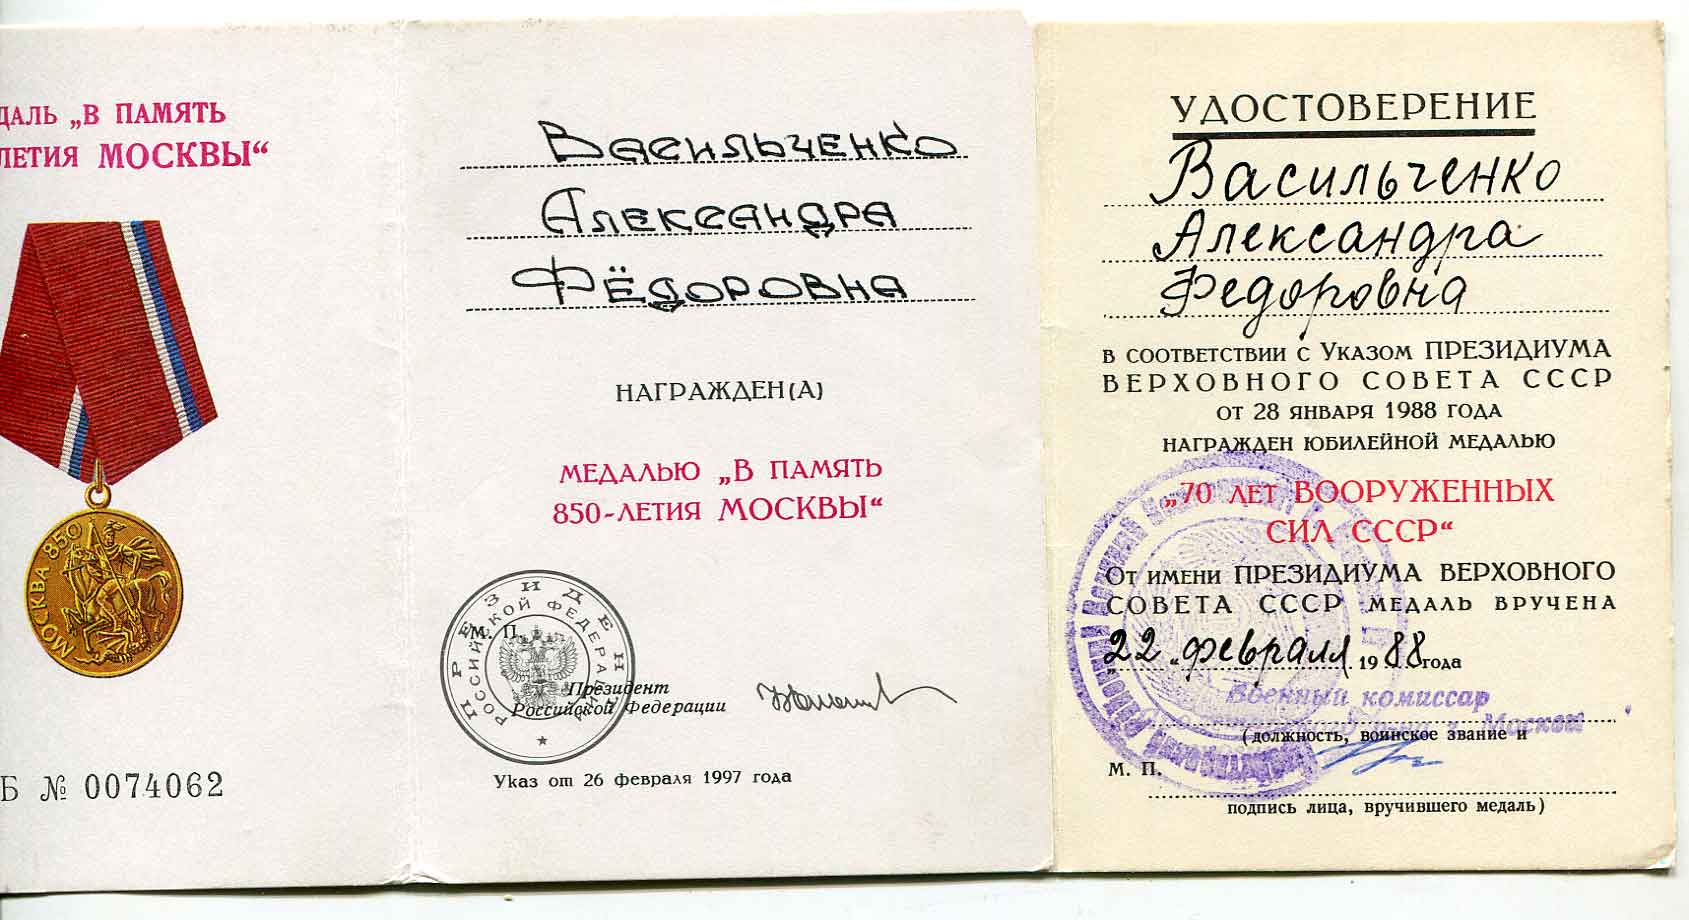 ДАЛЬ „В ПАМЯТЬ
ЛЕТИЯ МОСКВЫ“
МОСКВА 850
Б № 0074062
Васильченко
Александра
Фёдоровна
НАГРАЖДЕН(А)
МЕДАЛЬЮ „В ПАМЯТЬ
850-ЛЕТИЯ МОСКВЫ“
ПРЕЗИДЕНТ
РОССИЙСКОЙ ФЕДЕРАЦИИ
М. П.
Президент
Российской Федерации
Указ от 26 февраля 1997 года
УДОСТОВЕРЕНИЕ
Васильченко
Александра
Федоровна
В СООТВЕТСТВИИ С УКАЗОМ ПРЕЗИДИУМА
ВЕРХОВНОГО СОВЕТА СССР
ОТ 28 ЯНВАРЯ 1988 ГОДА
НАГРАЖДЕН ЮБИЛЕЙНОЙ МЕДАЛЬЮ
„70 ЛЕТ ВООРУЖЕННЫХ
СИЛ СССР“
ОТ ИМЕНИ ПРЕЗИДИУМА ВЕРХОВНОГО
СОВЕТА СССР МЕДАЛЬ ВРУЧЕНА
„22„ февраля 1988 года
Военный комиссар
Москвы
(должность, воинское звание и
М. П.
подпись лица, вручившего медаль)